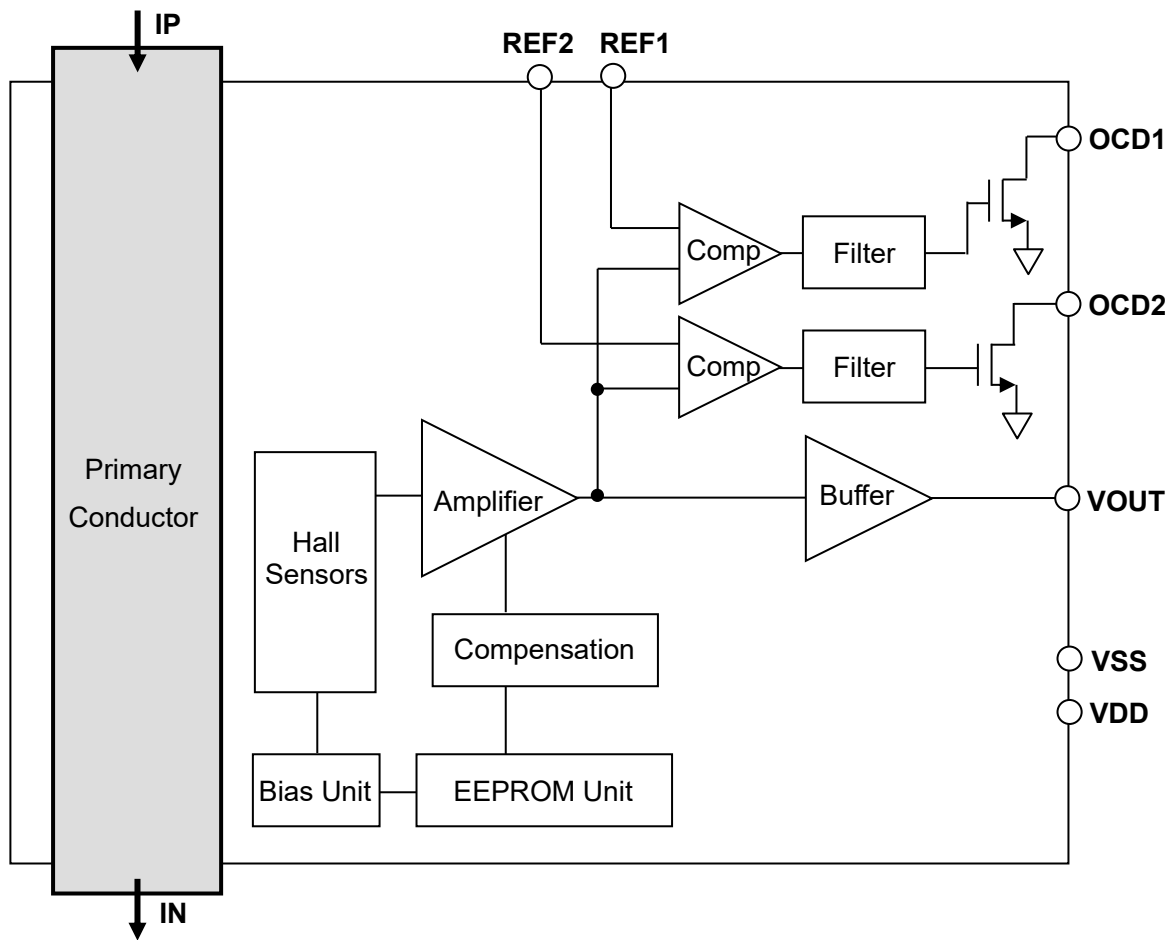 IP
REF2
REF1
OCD1
Comp
Filter
OCD2
Comp
Filter
Primary
Conductor
Hall
Sensors
Amplifier
Buffer
VOUT
Compensation
VSS
VDD
Bias Unit
EEPROM Unit
IN